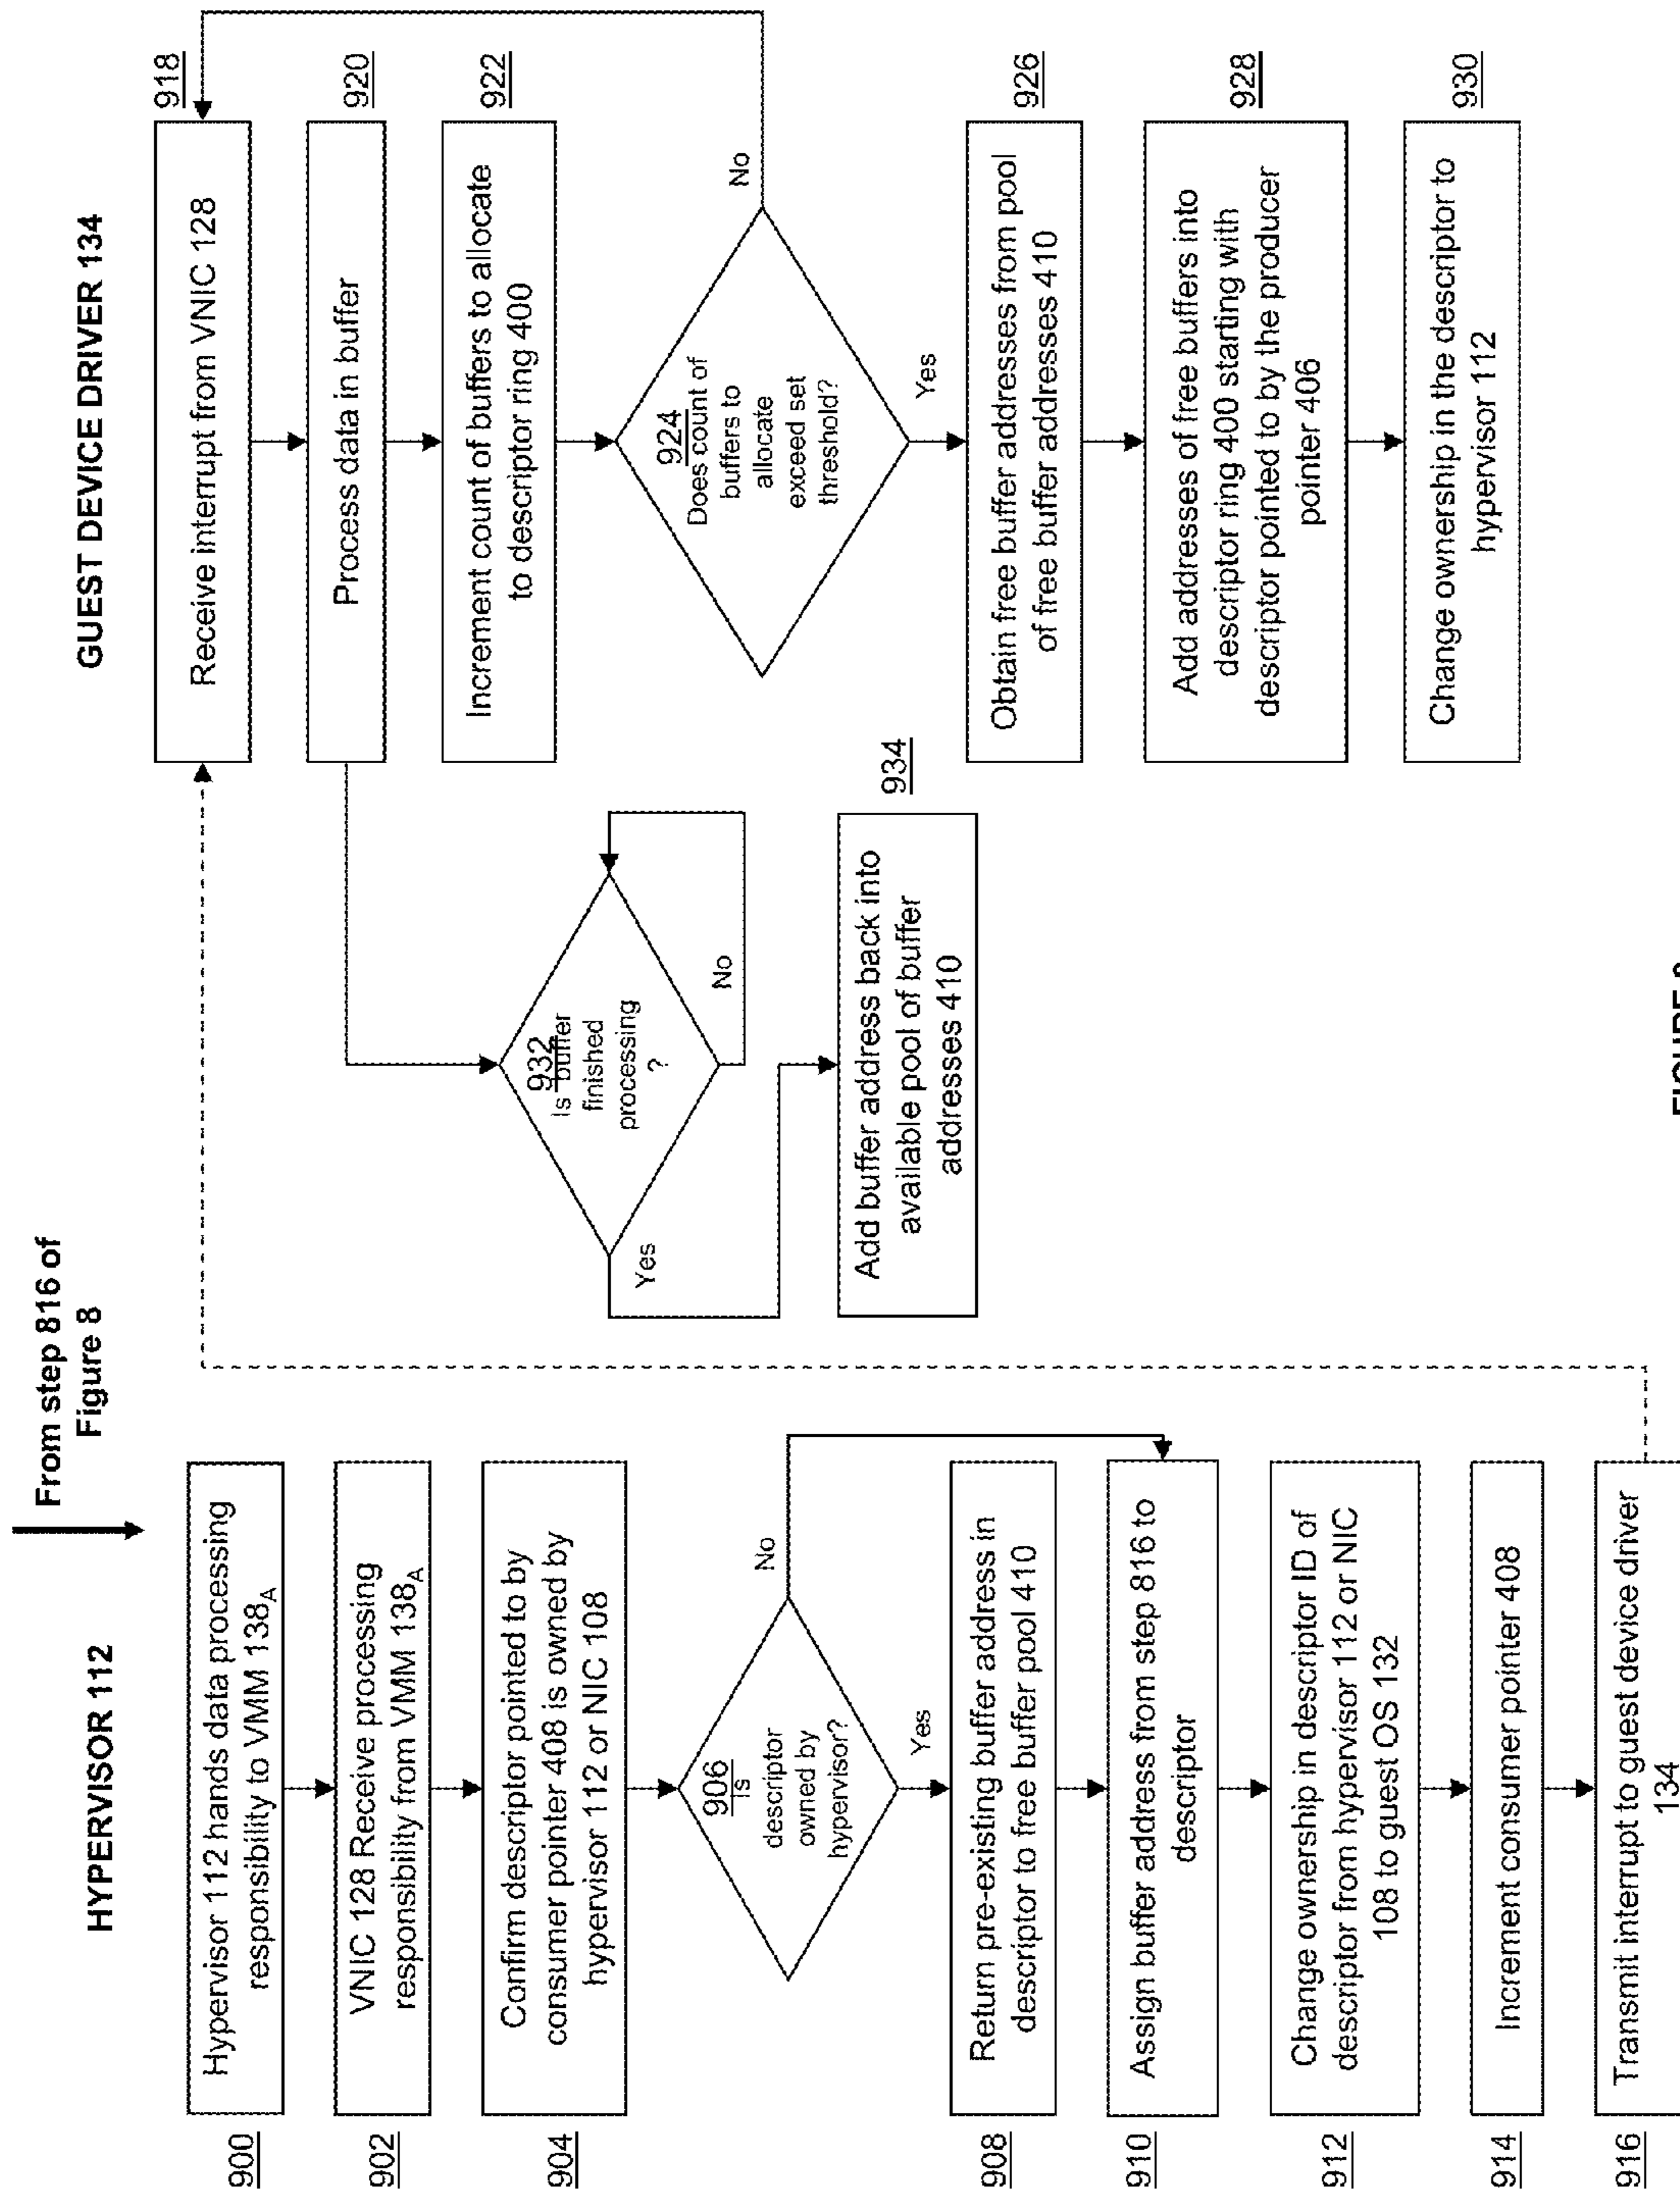 From step 816 of
Figure 8
HYPERVISOR 112
900
Hypervisor 112 hands data processing
responsibility to VMM 138A
902
VNIC 128 Receive processing
responsibility from VMM 138A
904
Confirm descriptor pointed to by
consumer pointer 408 is owned by
hypervisor 112 or NIC 108
906
Is
descriptor
owned by
hypervisor?
No
Yes
908
Return pre-existing buffer address in
descriptor to free buffer pool 410
910
Assign buffer address from step 816 to
descriptor
912
Change ownership in descriptor ID of
descriptor from hypervisor 112 or NIC
108 to guest OS 132
914
Increment consumer pointer 408
916
Transmit interrupt to guest device driver
134
GUEST DEVICE DRIVER 134
Receive interrupt from VNIC 128
918
Process data in buffer
920
Increment count of buffers to allocate
to descriptor ring 400
922
924
Does count of
buffers to
allocate
exceed set
threshold?
No
Yes
Obtain free buffer addresses from pool
of free buffer addresses 410
926
Add addresses of free buffers into
descriptor ring 400 starting with
descriptor pointed to by the producer
pointer 406
928
Change ownership in the descriptor to
hypervisor 112
930
932
Is buffer
finished
processing
?
No
Yes
934
Add buffer address back into
available pool of buffer
addresses 410